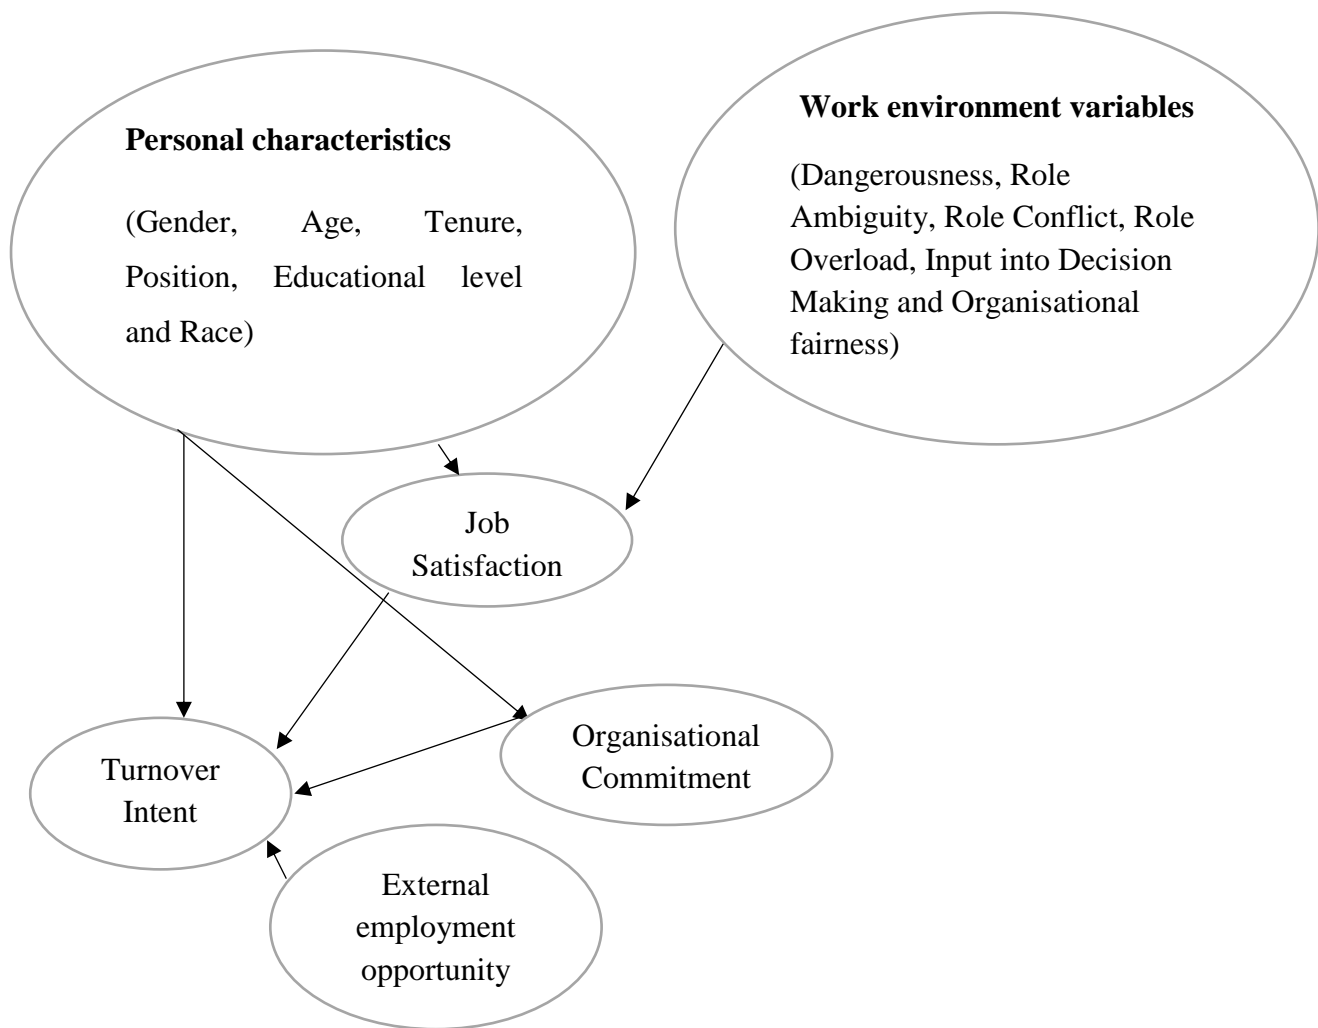 Personal characteristics
(Gender, Age, Tenure,
Position, Educational level
and Race)
Work environment variables
(Dangerousness, Role
Ambiguity, Role Conflict, Role
Overload, Input into Decision
Making and Organisational
fairness)
Job
Satisfaction
Organisational
Commitment
Turnover
Intent
External
employment
opportunity